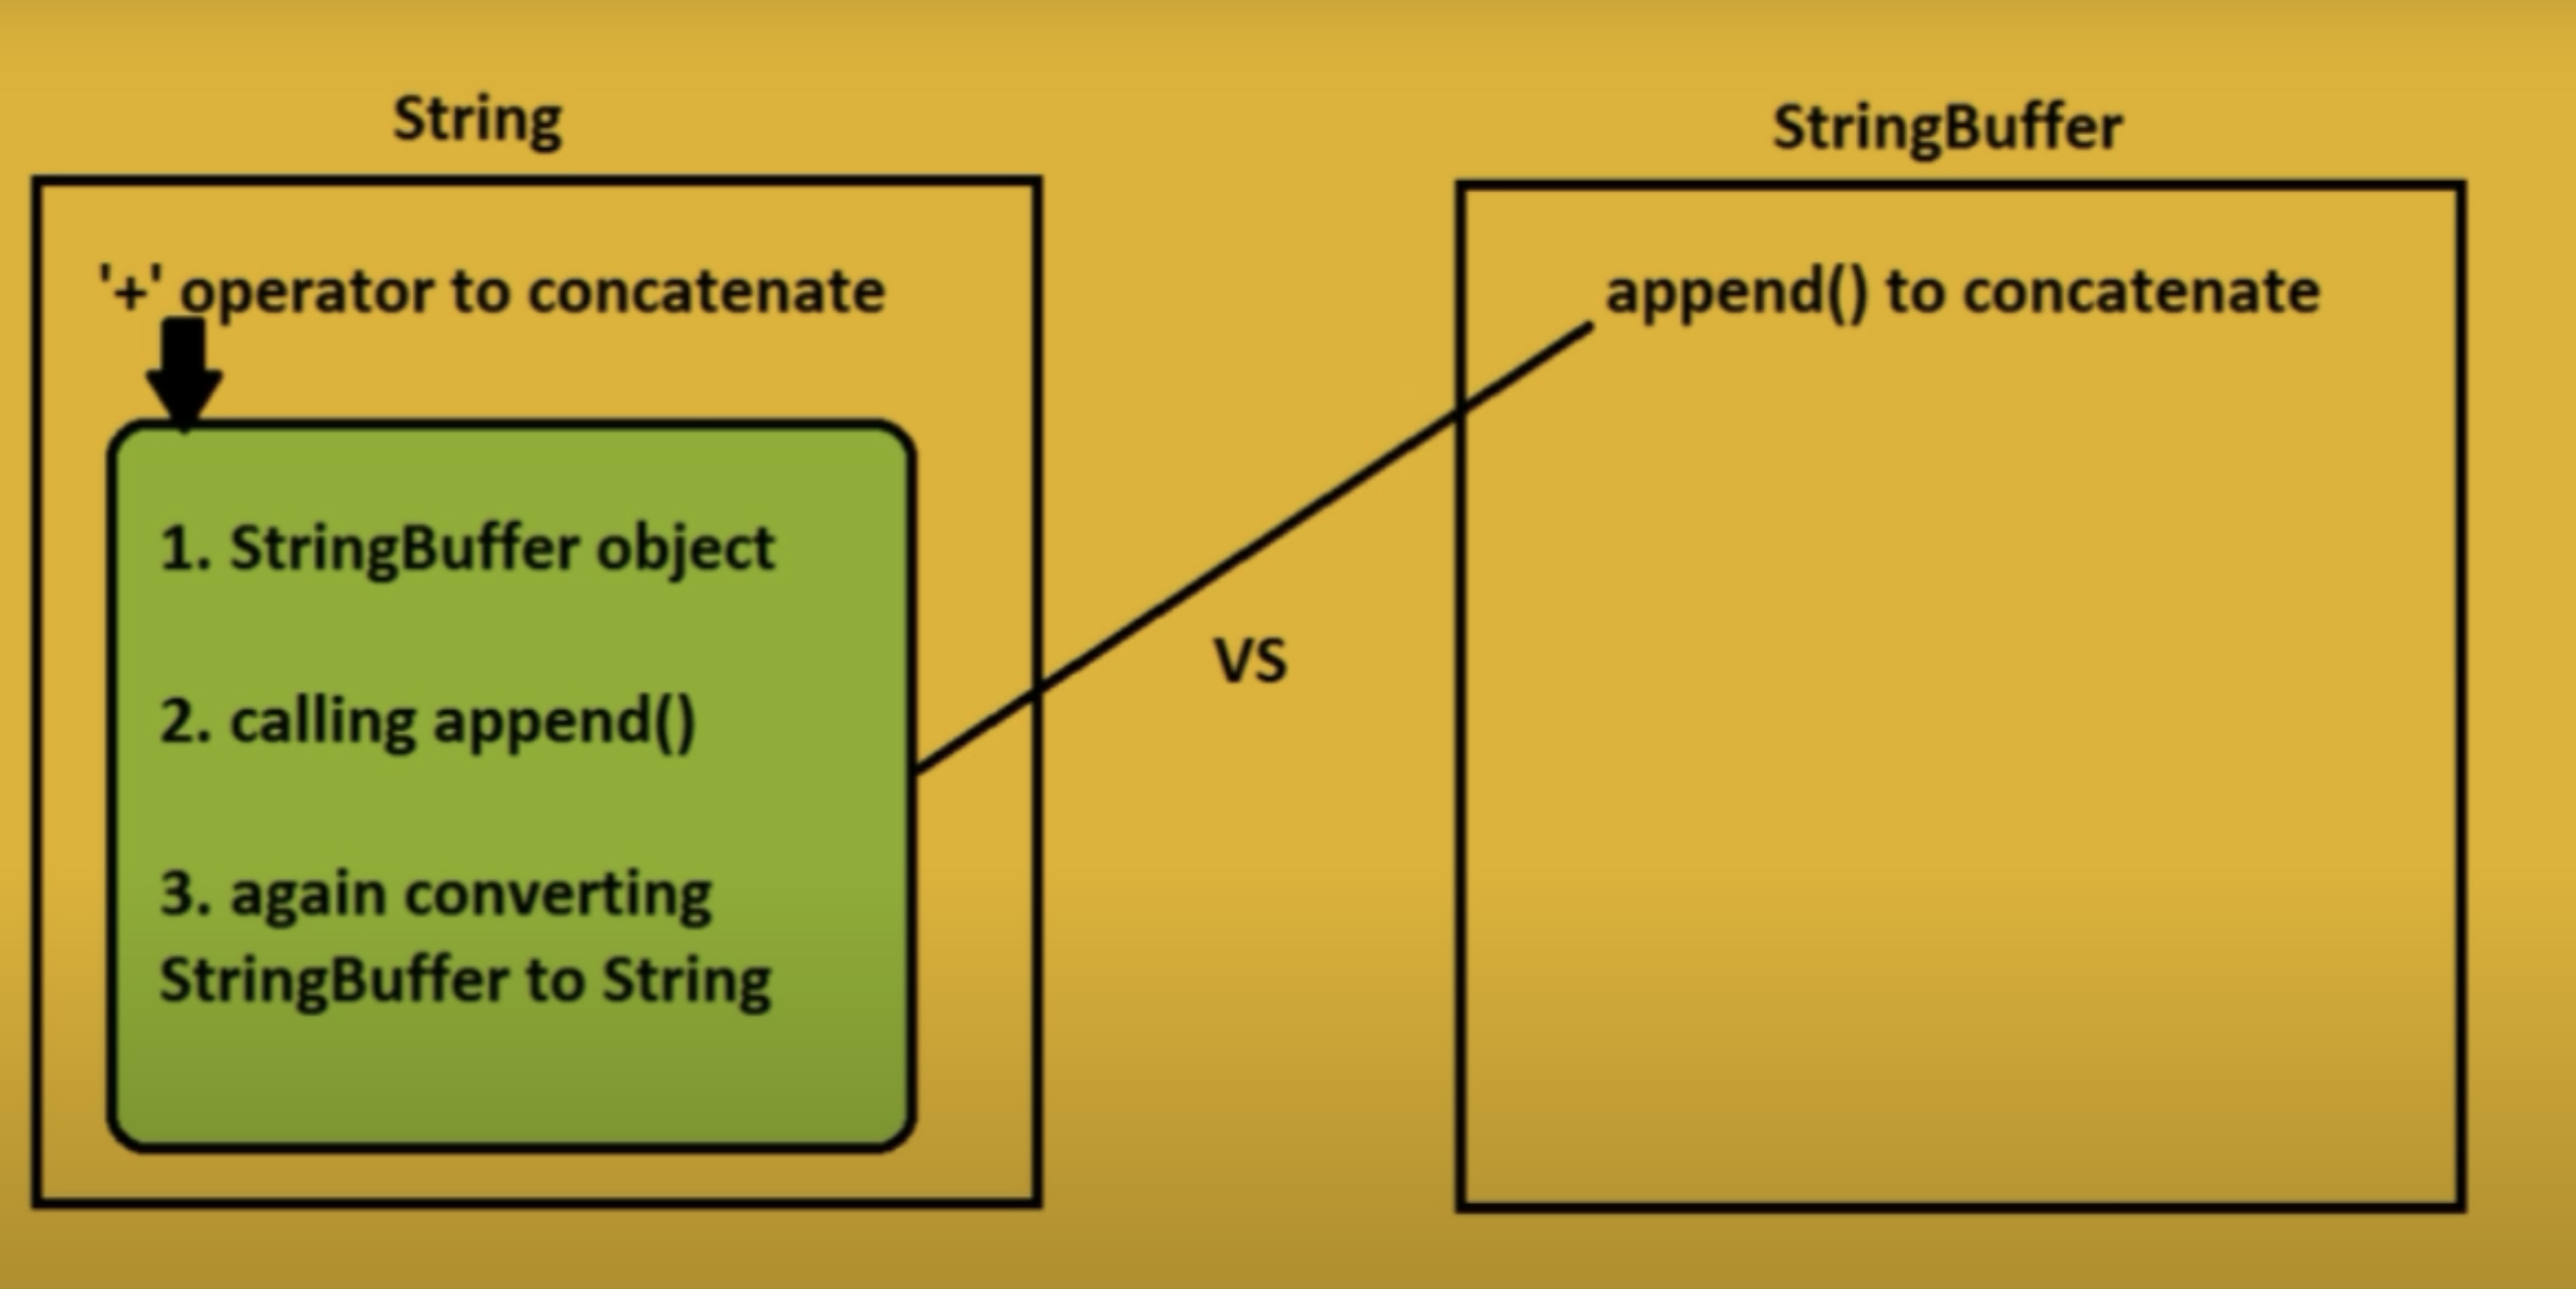 String
'+' operator to concatenate
1. StringBuffer object
2. calling append()
3. again converting
StringBuffer to String
VS
StringBuffer
append() to concatenate